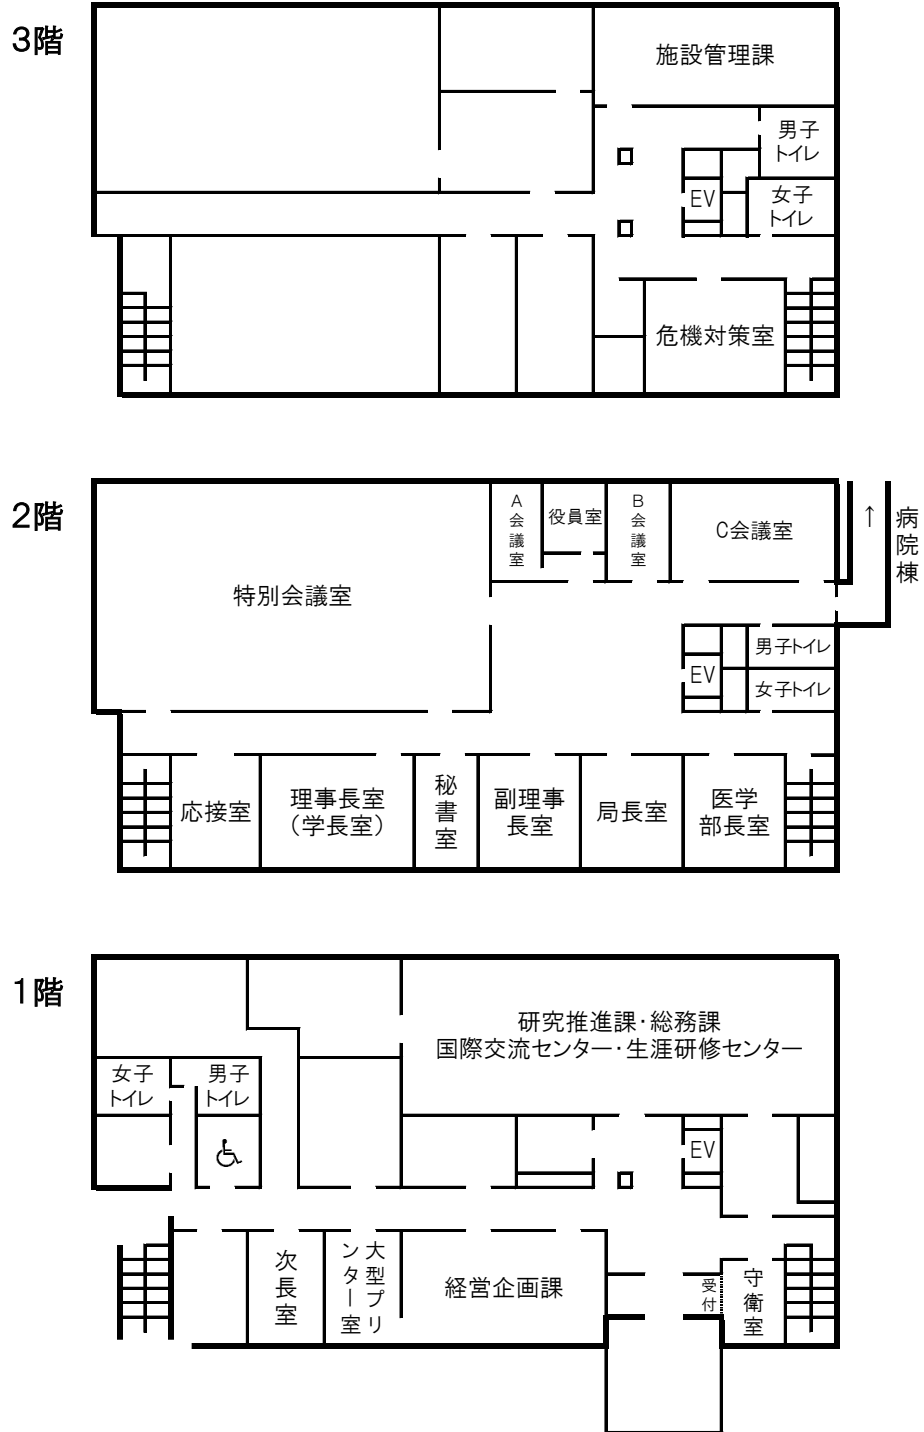 3階
施設管理課
男子
トイレ
EV
女子
トイレ
危機対策室
2階
A会議室
役員室
B会議室
C会議室
↑
病院棟
特別会議室
男子トイレ
EV
女子トイレ
応接室
理事長室
（学長室）
秘書室
副理事
長室
局長室
医学
部長室
1階
研究推進課・総務課
国際交流センター・生涯研修センター
女子
トイレ
男子
トイレ
EV
次長室
大型プリ
ンター室
経営企画課
受付
守衛室